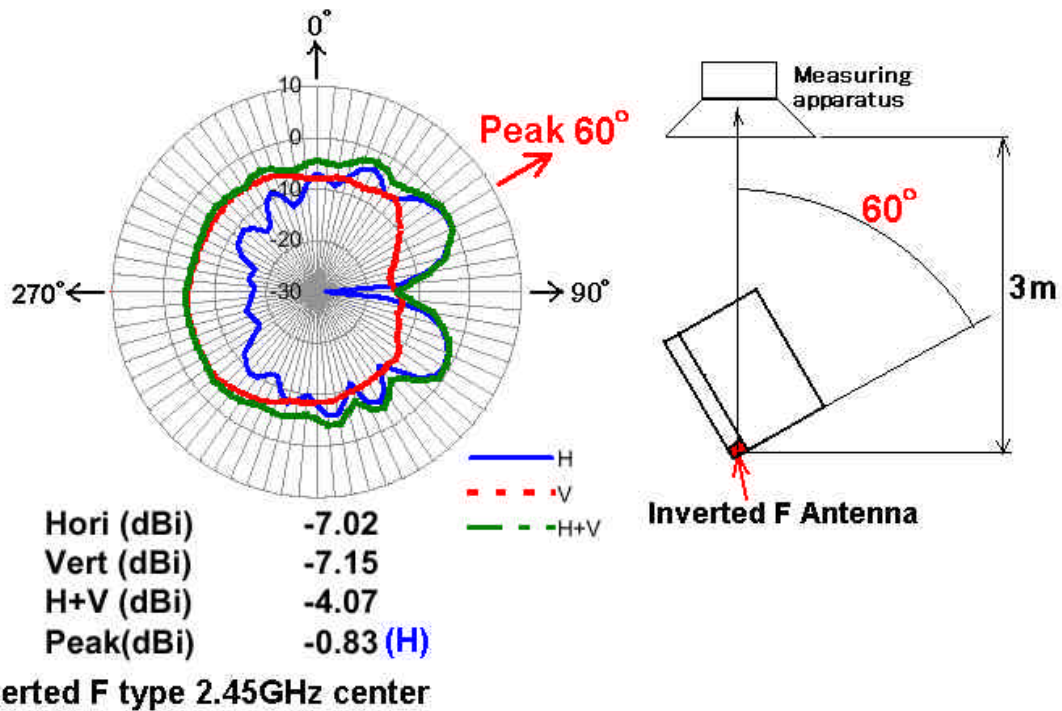 0°
10
0
-10
-20
-30
270°
90°
Peak 60°
H
V
H+V
Hori (dBi) -7.02
Vert (dBi) -7.15
H+V (dBi) -4.07
Peak(dBi) -0.83 (H)
erted F type 2.45GHz center
Measuring
apparatus
60°
3m
Inverted F Antenna